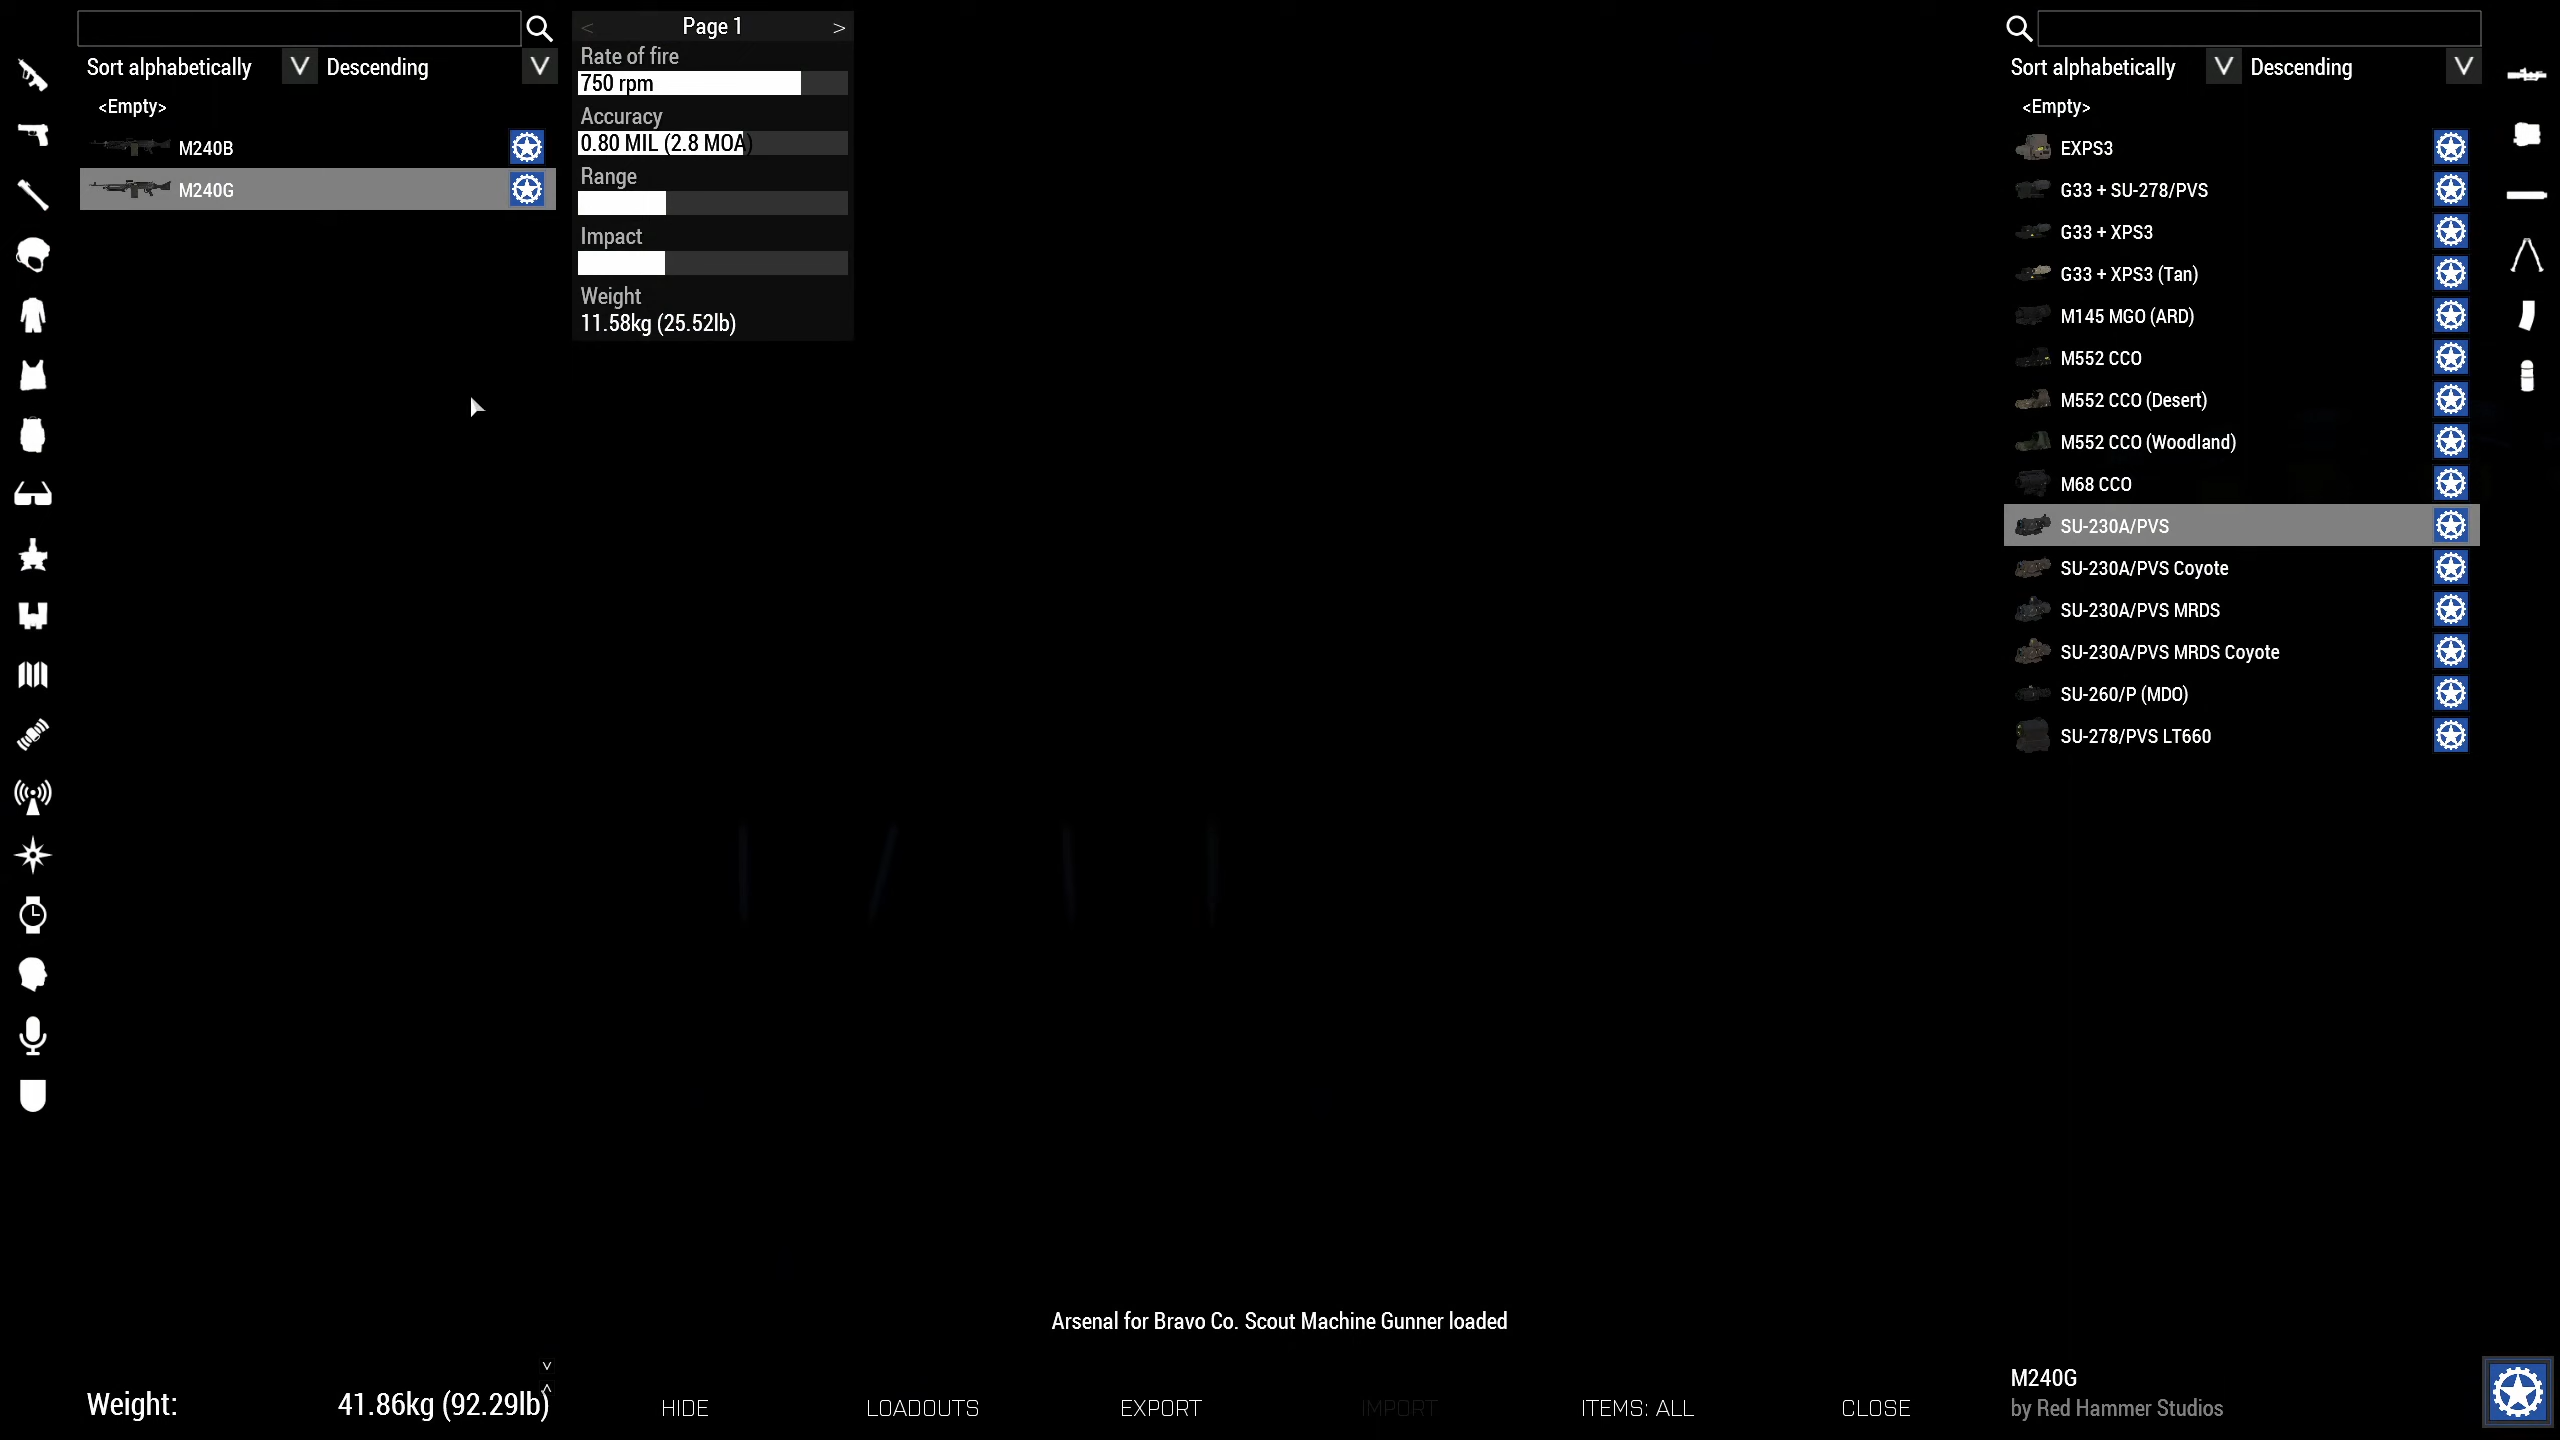 Sort alphabetically V Descending V
<Empty>
M240B
M240G
< Page 1 >
Rate of fire
750 rpm
Accuracy
0.80 MIL (2.8 MOA)
Range
Impact
Weight
11.58kg (25.52lb)
Sort alphabetically V Descending V
<Empty>
EXPS3
G33 + SU-278/PVS
G33 + XPS3
G33 + XPS3 (Tan)
M145 MGO (ARD)
M552 CCO
M552 CCO (Desert)
M552 CCO (Woodland)
M68 CCO
SU-230A/PVS
SU-230A/PVS Coyote
SU-230A/PVS MRDS
SU-230A/PVS MRDS Coyote
SU-260/P (MDO)
SU-278/PVS LT660
Arsenal for Bravo Co. Scout Machine Gunner loaded
Weight: 41.86kg (92.29lb)
HIDE LOADOUTS EXPORT IMPORT ITEMS: ALL CLOSE
M240G
by Red Hammer Studios